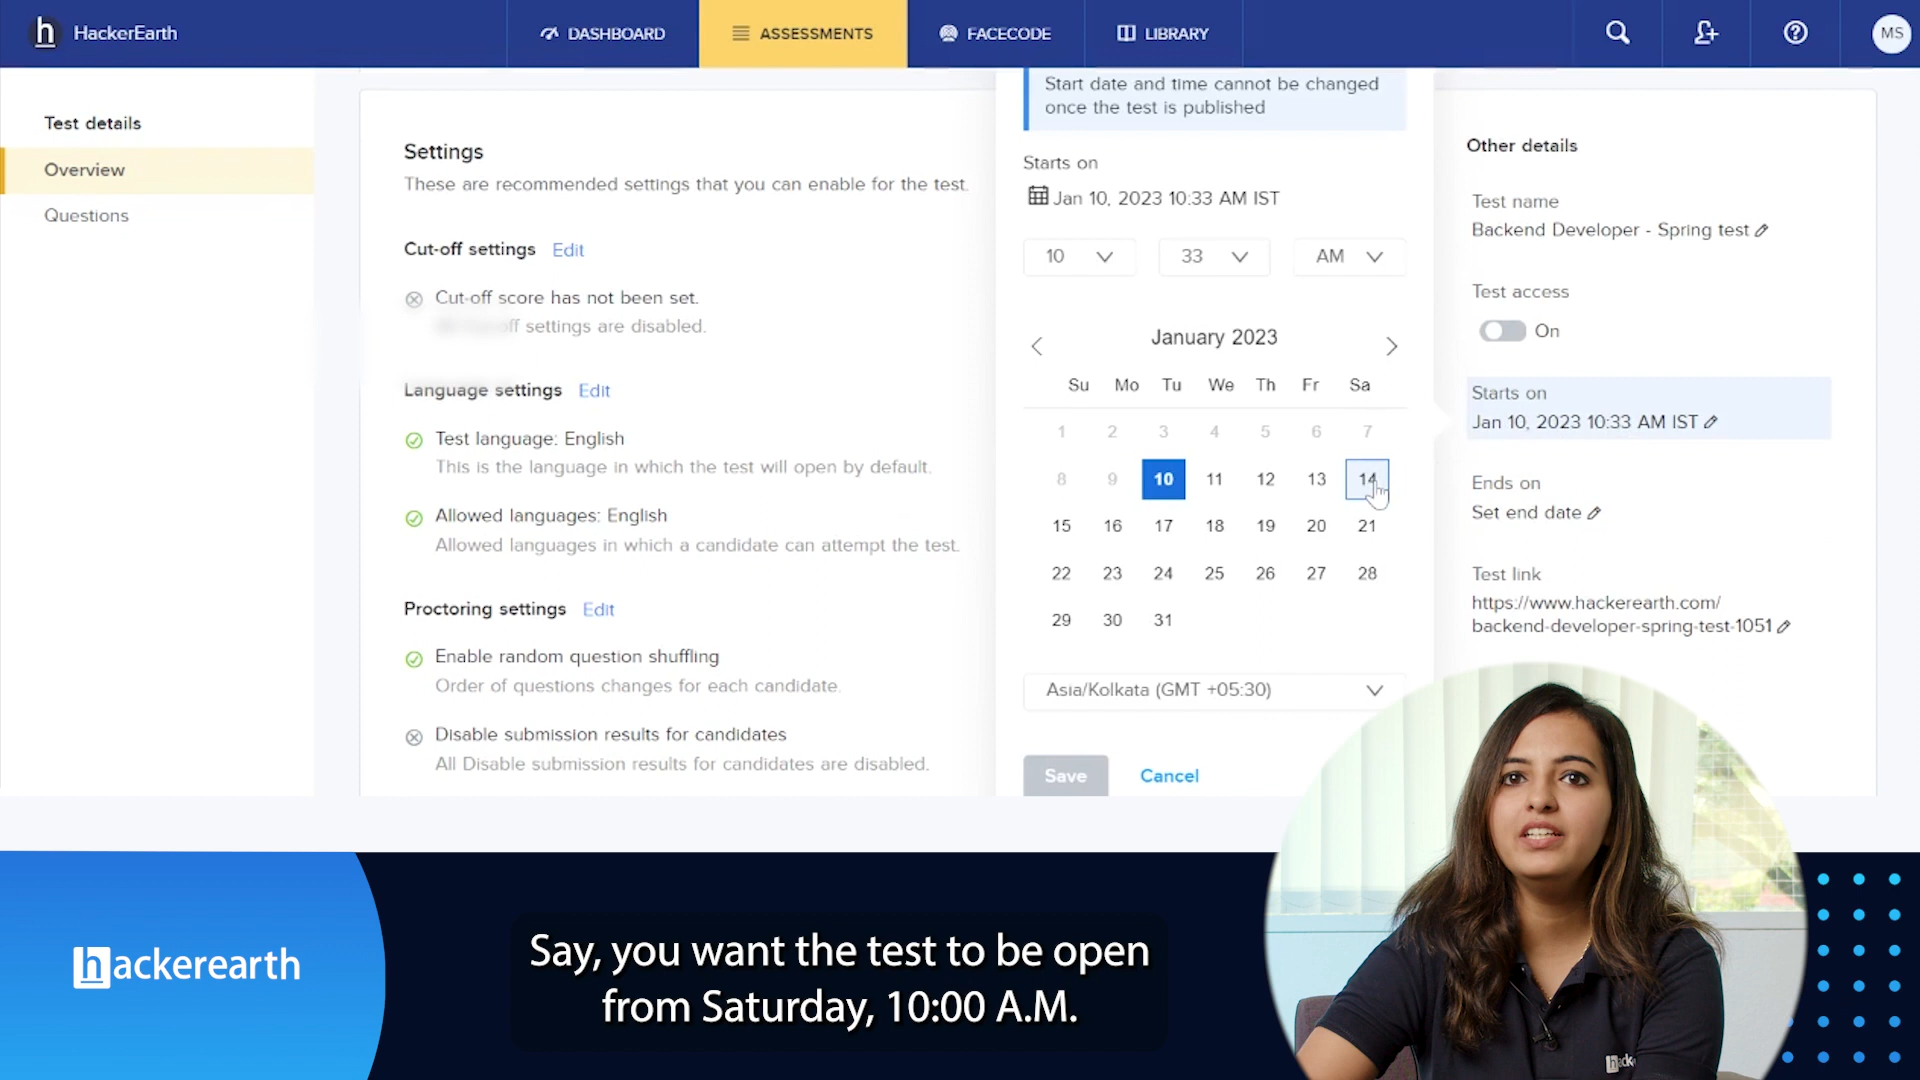 HackerEarth
DASHBOARD
ASSESSMENTS
FACECODE
LIBRARY
MS
Test details
Overview
Questions
Settings
These are recommended settings that you can enable for the test.
Cut-off settings Edit
Cut-off score has not been set.
settings are disabled.
Language settings Edit
Test language: English
This is the language in which the test will open by default.
Allowed languages: English
Allowed languages in which a candidate can attempt the test.
Proctoring settings Edit
Enable random question shuffling
Order of questions changes for each candidate.
Disable submission results for candidates
All Disable submission results for candidates are disabled.
Start date and time cannot be changed
once the test is published
Starts on
Jan 10, 2023 10:33 AM IST
10 33 AM
January 2023
Su Mo Tu We Th Fr Sa
1 2 3 4 5 6 7
8 9 10 11 12 13 14
15 16 17 18 19 20 21
22 23 24 25 26 27 28
29 30 31
Asia/Kolkata (GMT +05:30)
Save Cancel
Other details
Test name
Backend Developer - Spring test
Test access
On
Starts on
Jan 10, 2023 10:33 AM IST
Ends on
Set end date
Test link
https://www.hackerearth.com/
backend-developer-spring-test-1051
hackerearth
Say, you want the test to be open
from Saturday, 10:00 A.M.